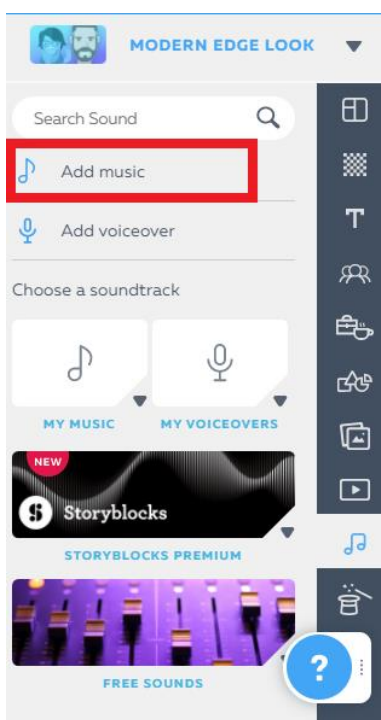 MODERN EDGE LOOK
Search Sound
Add music
Add voiceover
Choose a soundtrack
MY MUSIC
MY VOICEOVERS
NEW
Storyblocks
STORYBLOCKS PREMIUM
FREE SOUNDS
?